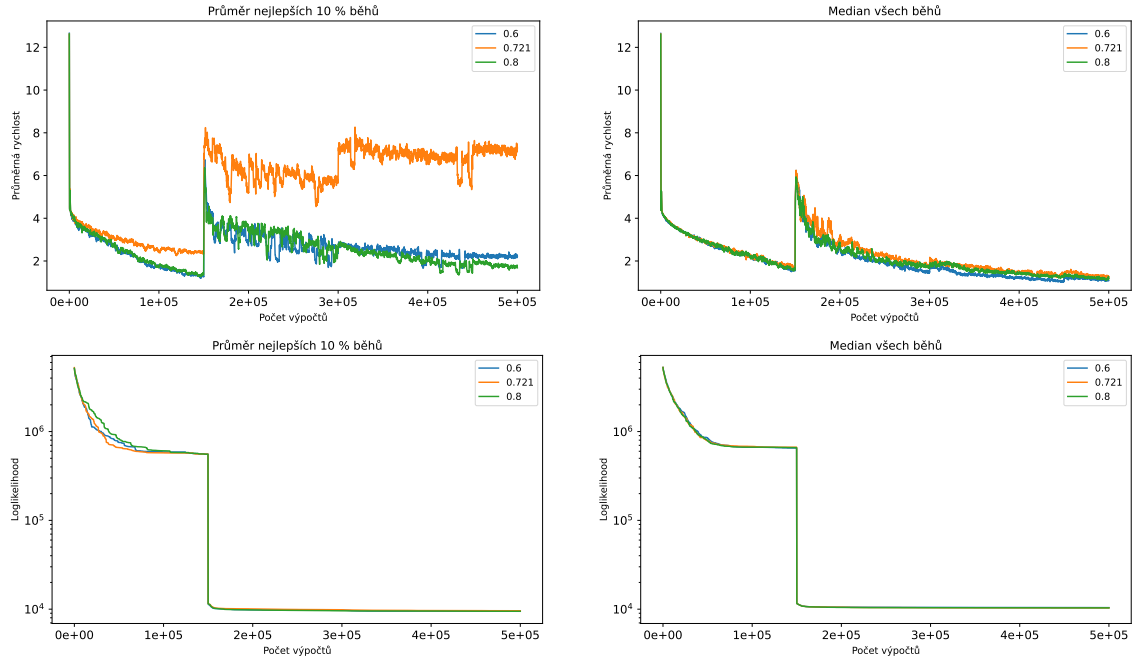 Průměr nejlepších 10 % běhů
0.6
0.721
0.8
Průměrná rychlost
12
10
8
6
4
2
0e+00 1e+05 2e+05 3e+05 4e+05 5e+05
Počet výpočtů
Median všech běhů
0.6
0.721
0.8
Průměrná rychlost
12
10
8
6
4
2
0e+00 1e+05 2e+05 3e+05 4e+05 5e+05
Počet výpočtů
Průměr nejlepších 10 % běhů
0.6
0.721
0.8
Loglikelihood
10⁶
10⁵
10⁴
0e+00 1e+05 2e+05 3e+05 4e+05 5e+05
Počet výpočtů
Median všech běhů
0.6
0.721
0.8
Loglikelihood
10⁶
10⁵
10⁴
0e+00 1e+05 2e+05 3e+05 4e+05 5e+05
Počet výpočtů